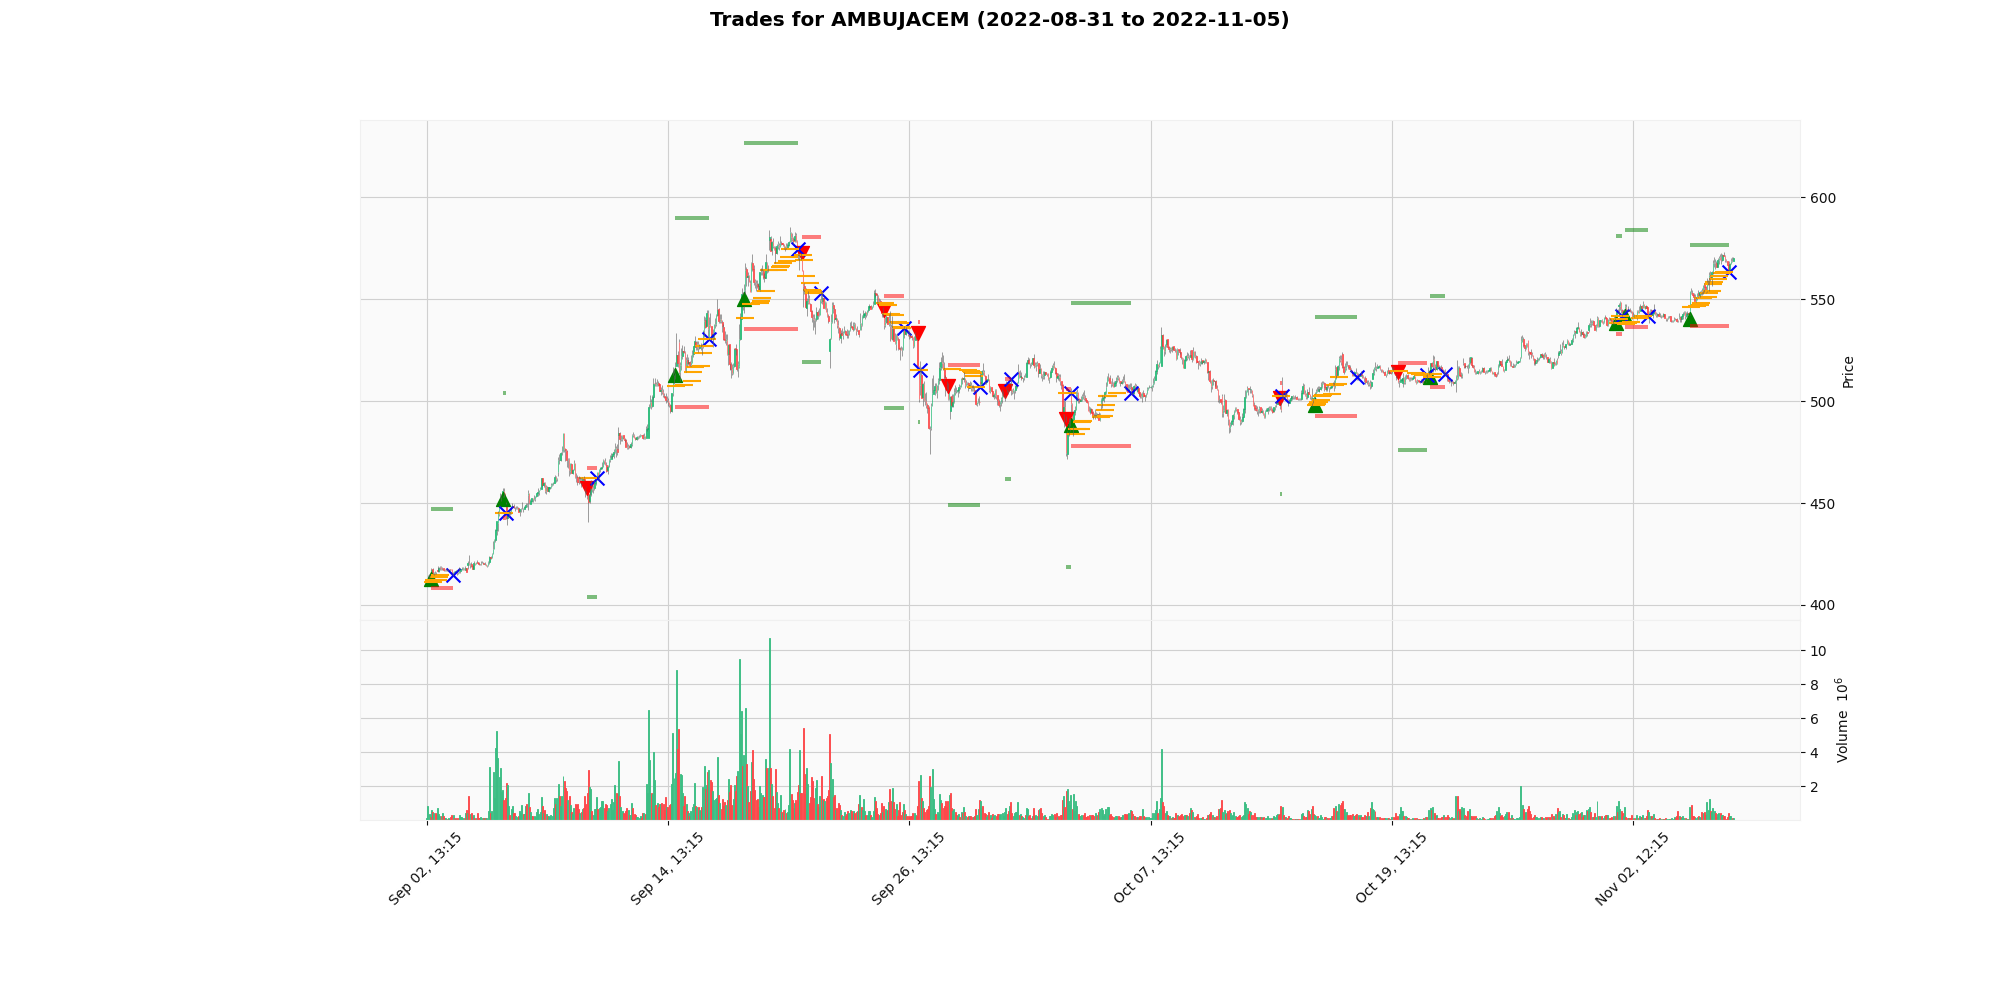 Trades for AMBUJACEM (2022-08-31 to 2022-11-05)
600
550
500
450
400
Price
10
8
6
4
2
Volume 10^6
Sep 02, 13:15
Sep 14, 13:15
Sep 26, 13:15
Oct 07, 13:15
Oct 19, 13:15
Nov 02, 12:15